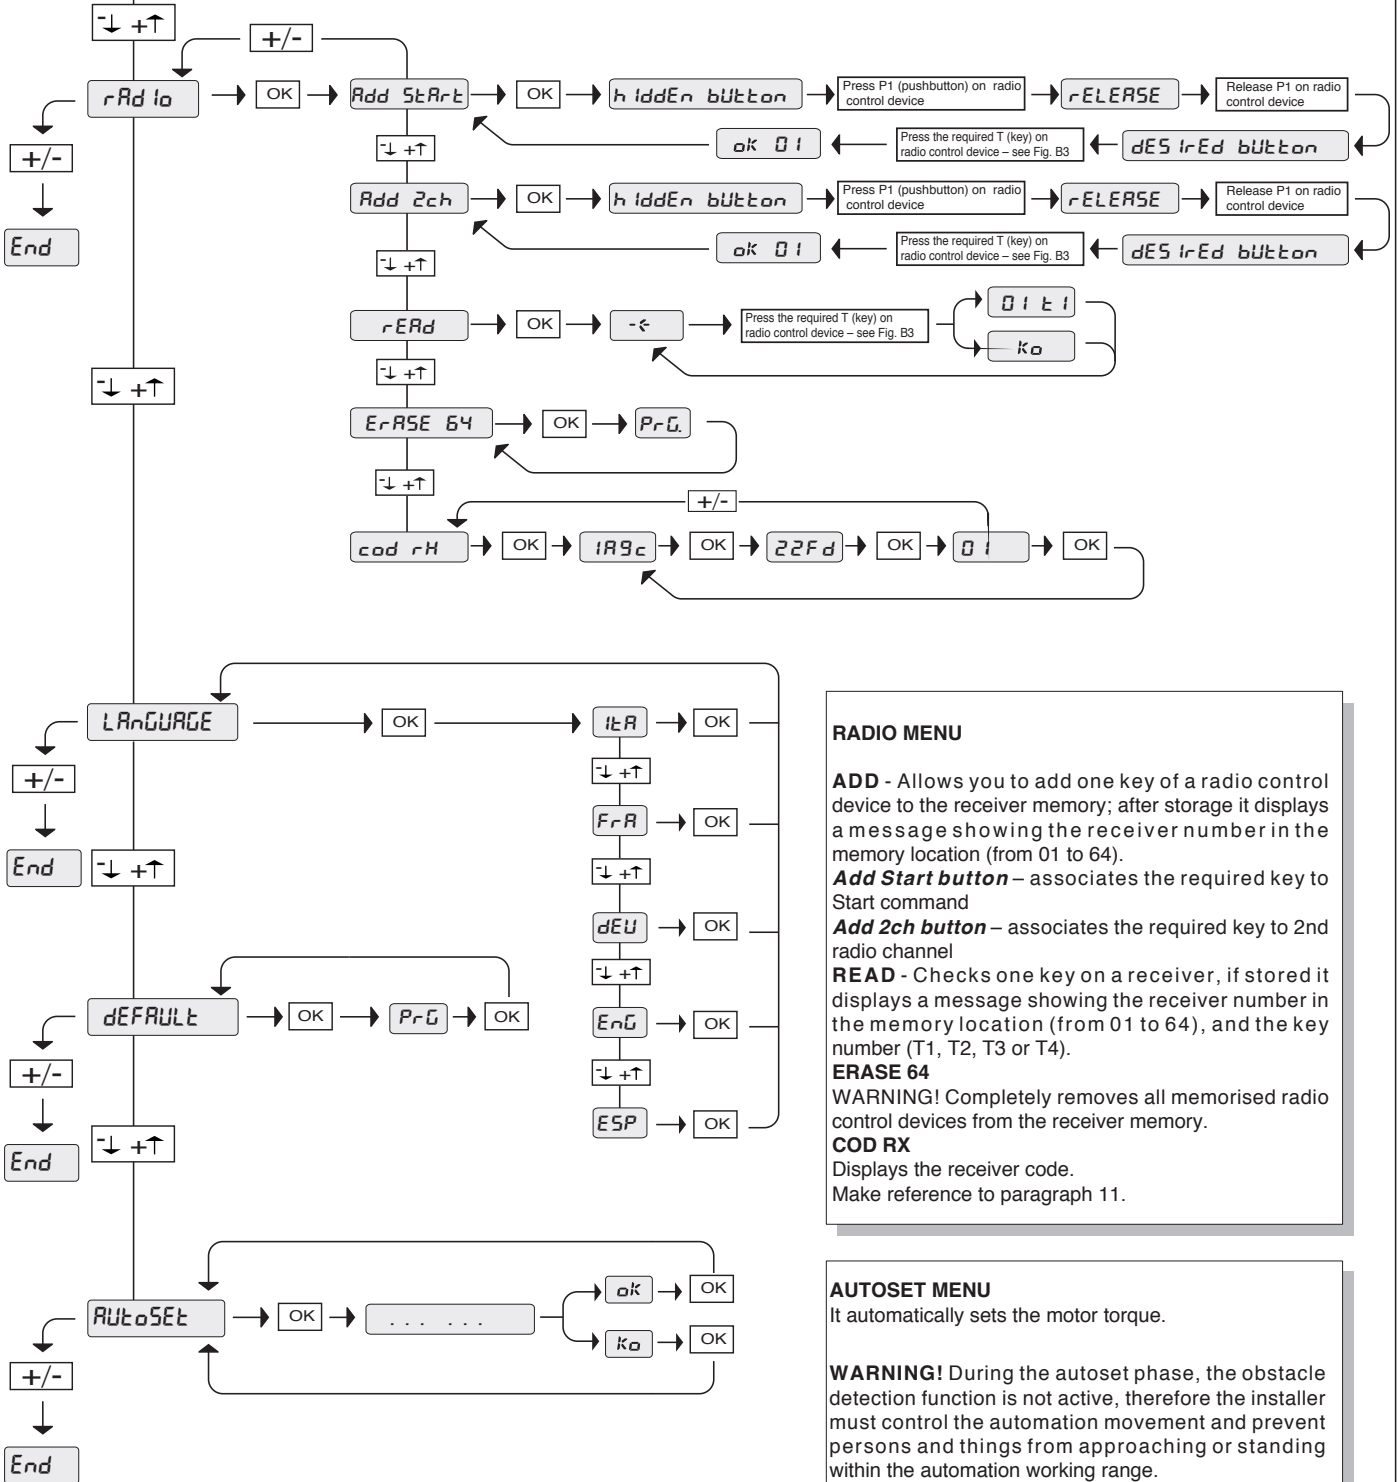 -↓ +↑
+/-
rAdIo
OK
Add StArt
OK
hIddEn bUtton
Press P1 (pushbutton) on radio
control device
rELEASE
Release P1 on radio
control device
+/-
-↓ +↑
oK 01
Press the required T (key) on
radio control device – see Fig. B3
dESIrEd bUtton
End
Add 2ch
OK
hIddEn bUtton
Press P1 (pushbutton) on radio
control device
rELEASE
Release P1 on radio
control device
-↓ +↑
oK 01
Press the required T (key) on
radio control device – see Fig. B3
dESIrEd bUtton
rEAd
OK
Press the required T (key) on
radio control device – see Fig. B3
01 t1
Ko
-↓ +↑
-↓ +↑
ErASE 64
OK
PrG.
-↓ +↑
+/-
cod rH
OK
1A9c
OK
22Fd
OK
01
OK
LAnGUAGE
OK
ItA
OK
+/-
-↓ +↑
FrA
OK
End
-↓ +↑
-↓ +↑
dEU
OK
-↓ +↑
dEFAULt
OK
PrG
OK
EnG
OK
+/-
-↓ +↑
End
-↓ +↑
ESP
OK
AUtoSEt
OK
... ...
oK
OK
Ko
OK
+/-
End
RADIO MENU
ADD - Allows you to add one key of a radio control
device to the receiver memory; after storage it displays
a message showing the receiver number in the
memory location (from 01 to 64).
Add Start button – associates the required key to
Start command
Add 2ch button – associates the required key to 2nd
radio channel
READ - Checks one key on a receiver, if stored it
displays a message showing the receiver number in
the memory location (from 01 to 64), and the key
number (T1, T2, T3 or T4).
ERASE 64
WARNING! Completely removes all memorised radio
control devices from the receiver memory.
COD RX
Displays the receiver code.
Make reference to paragraph 11.
AUTOSET MENU
It automatically sets the motor torque.
WARNING! During the autoset phase, the obstacle
detection function is not active, therefore the installer
must control the automation movement and prevent
persons and things from approaching or standing
within the automation working range.